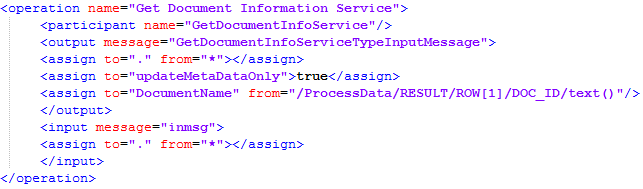 <operation name="Get Document Information Service">
<participant name="GetDocumentInfoService"/>
<output message="GetDocumentInfoServiceTypeInputMessage">
<assign to="." from="*"></assign>
<assign to="updateMetaDataOnly">true</assign>
<assign to="DocumentName" from="/ProcessData/RESULT/ROW[1]/DOC_ID/text()"/>
</output>
<input message="inmsg">
<assign to="." from="*"></assign>
</input>
</operation>